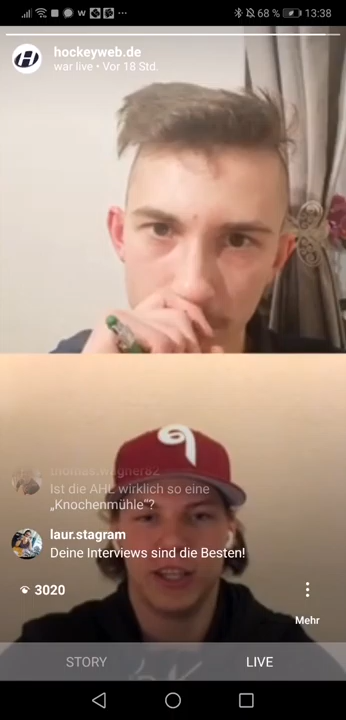 68 % 13:38
hockeyweb.de
war live • Vor 18 Std.
thomas.wagner82
Ist die AHL wirklich so eine
„Knochenmühle“?
laur.stagram
Deine Interviews sind die Besten!
3020
Mehr
STORY LIVE